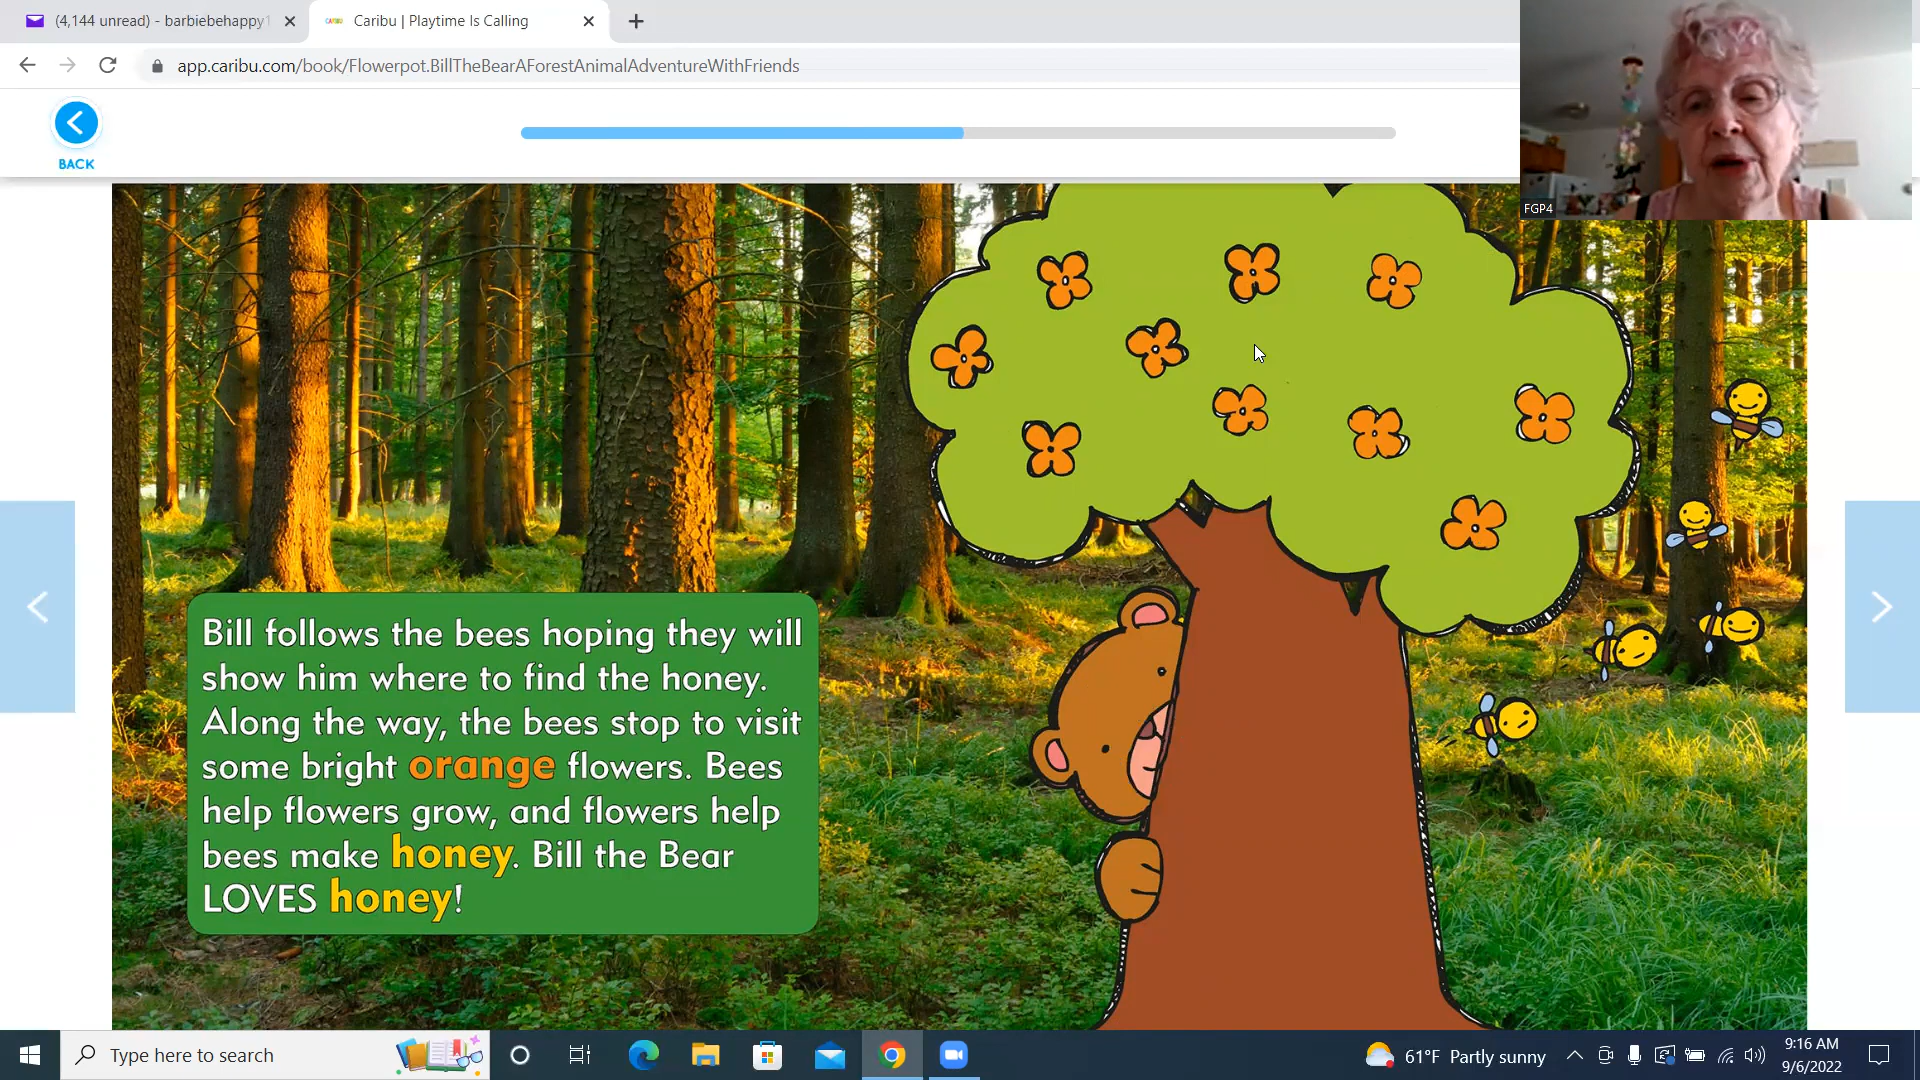 (4,144 unread) - barbiebehappy1
CARIBU
Caribu | Playtime Is Calling
app.caribu.com/book/Flowerpot.BillTheBearAForestAnimalAdventureWithFriends
BACK
FGP4
Bill follows the bees hoping they will
show him where to find the honey.
Along the way, the bees stop to visit
some bright orange flowers. Bees
help flowers grow, and flowers help
bees make honey. Bill the Bear
LOVES honey!
Type here to search
61°F Partly sunny
9:16 AM
9/6/2022